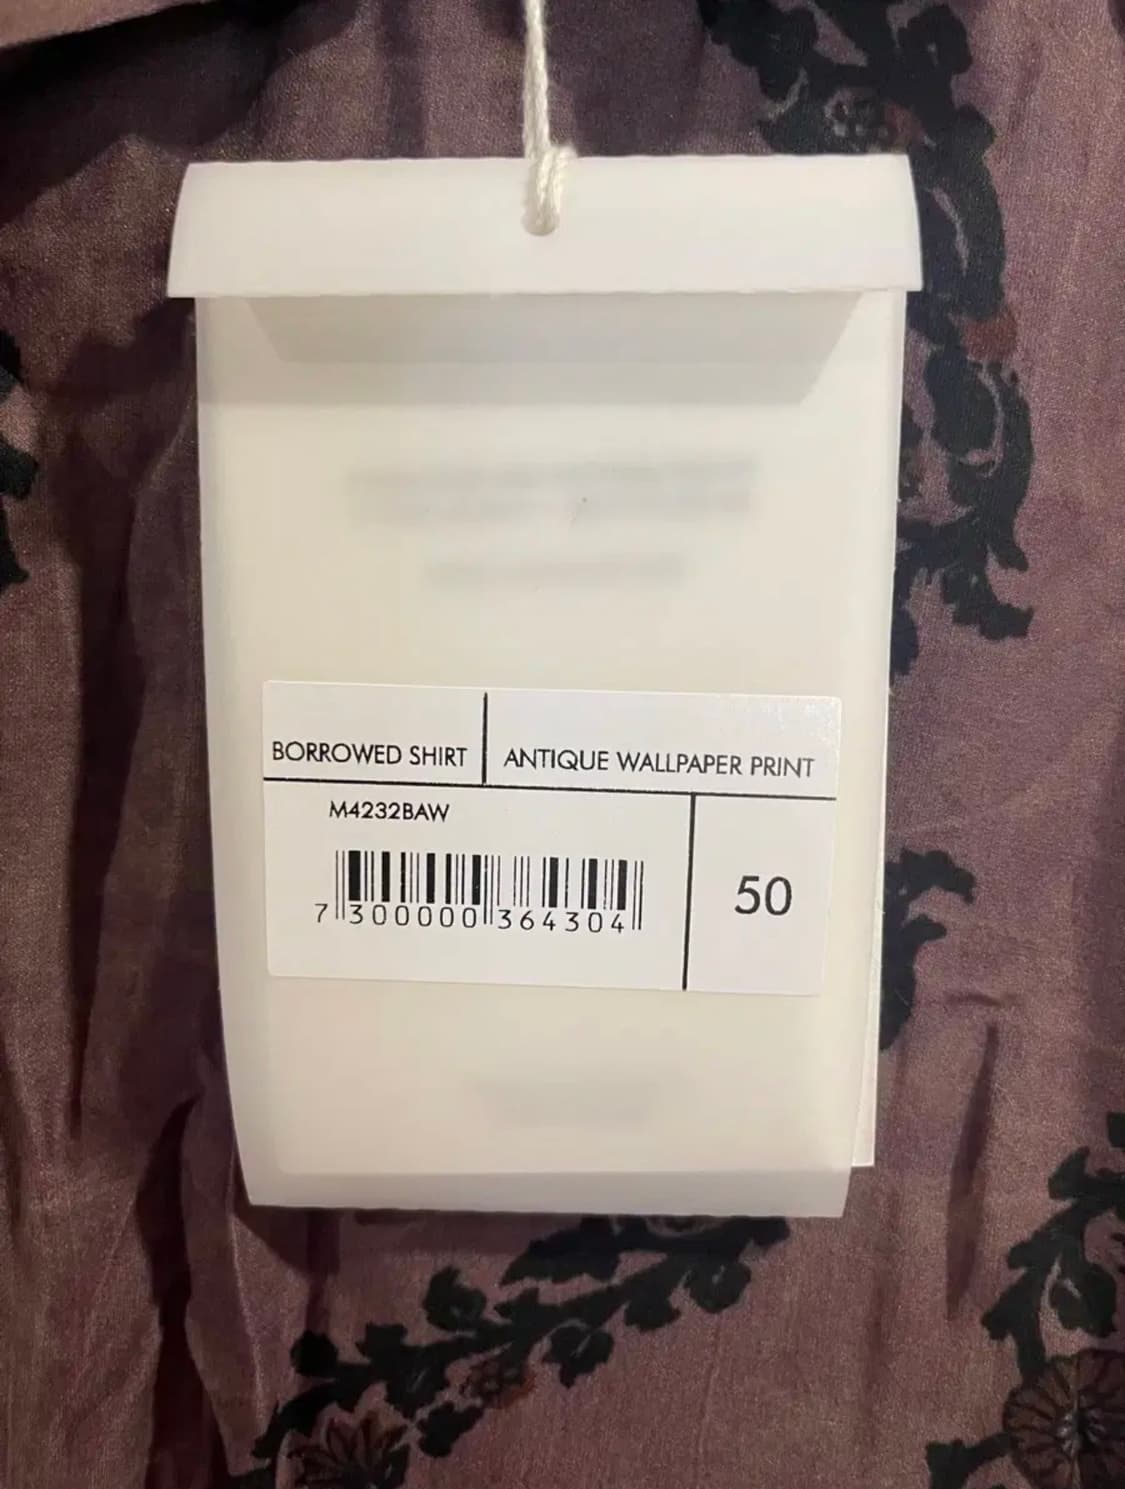 BORROWED SHIRT
ANTIQUE WALLPAPER PRINT
M4232BAW
7 300000 364304
50